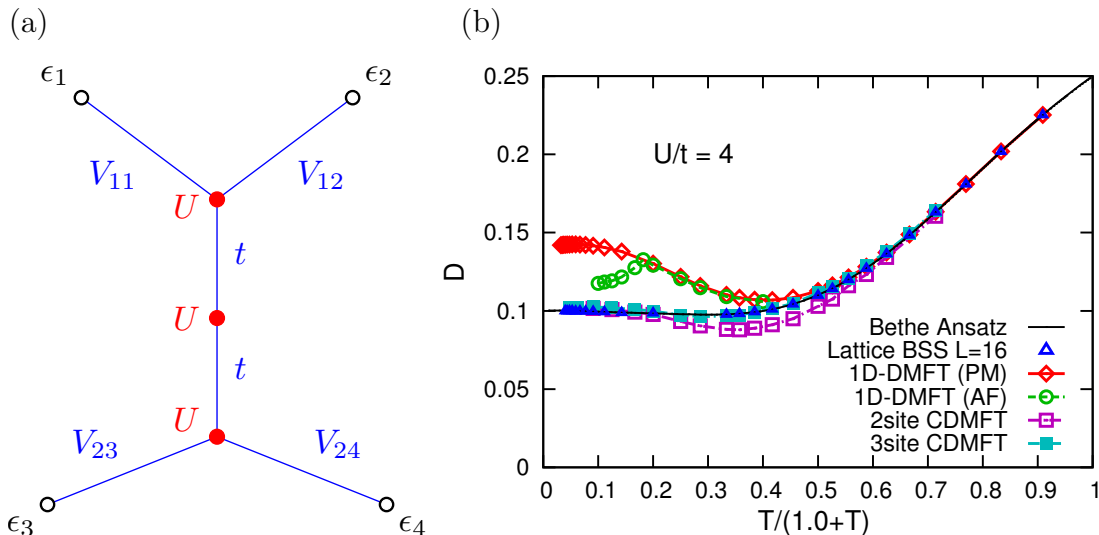 (a)
ϵ1
ϵ2
V11
V12
U
t
U
t
U
V23
V24
ϵ3
ϵ4
(b)
0.25
0.2
0.15
0.1
0.05
0
D
U/t = 4
Bethe Ansatz
Lattice BSS L=16
1D-DMFT (PM)
1D-DMFT (AF)
2site CDMFT
3site CDMFT
0 0.1 0.2 0.3 0.4 0.5 0.6 0.7 0.8 0.9 1
T/(1.0+T)